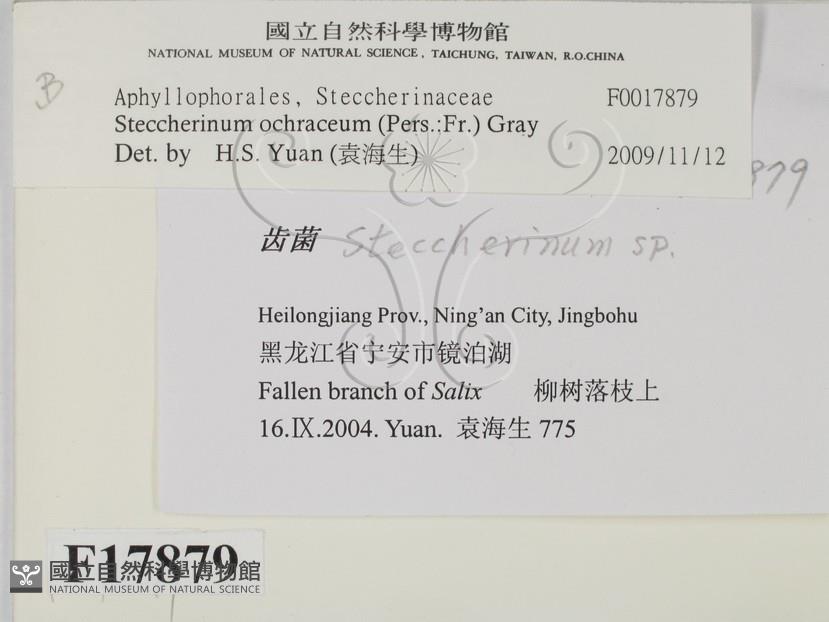 國立自然科學博物館
NATIONAL MUSEUM OF NATURAL SCIENCE, TAICHUNG, TAIWAN, R.O.CHINA
B
Aphyllophorales, Steccherinaceae F0017879
Steccherinum ochraceum (Pers.:Fr.) Gray
Det. by H.S. Yuan (袁海生) 2009/11/12
879
齿菌 Steccherinum sp.
Heilongjiang Prov., Ning'an City, Jingbohu
黑龙江省宁安市镜泊湖
Fallen branch of Salix 柳树落枝上
16.Ⅸ.2004. Yuan. 袁海生 775
F17879
國立自然科學博物館
NATIONAL MUSEUM OF NATURAL SCIENCE